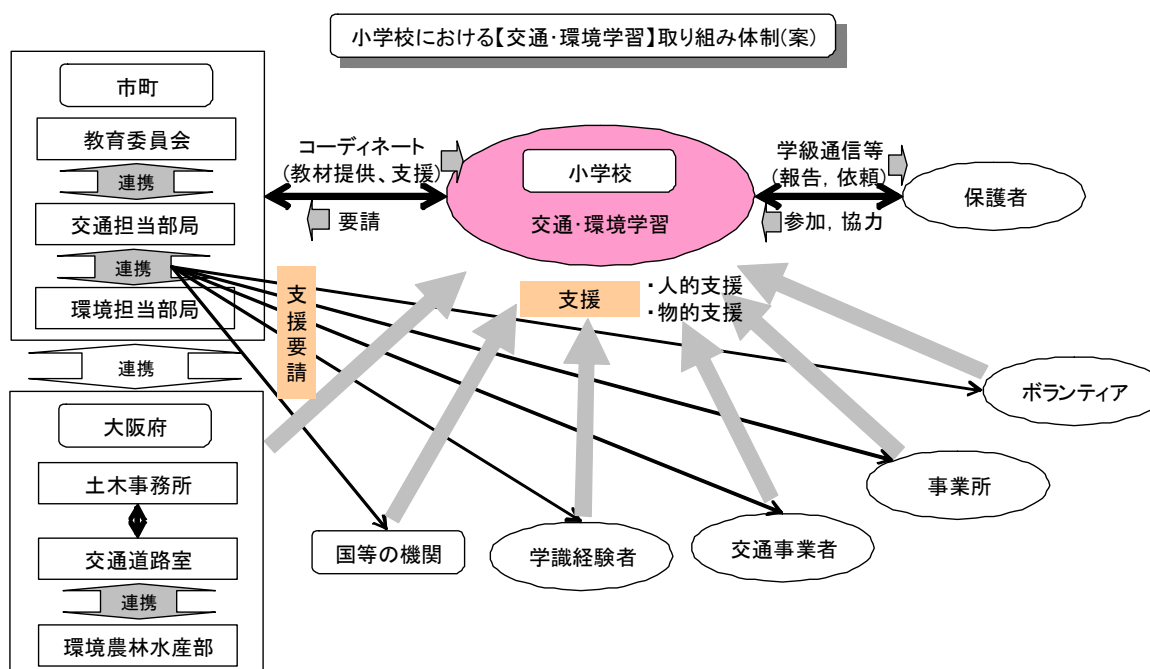 小学校における【交通・環境学習】取り組み体制(案)
市町
教育委員会
連携
交通担当部局
連携
環境担当部局
連携
大阪府
土木事務所
交通道路室
連携
環境農林水産部
コーディネート
(教材提供、支援)
要請
小学校
交通・環境学習
学級通信等
(報告，依頼)
参加，協力
保護者
支援要請
支援
・人的支援
・物的支援
ボランティア
事業所
交通事業者
学識経験者
国等の機関